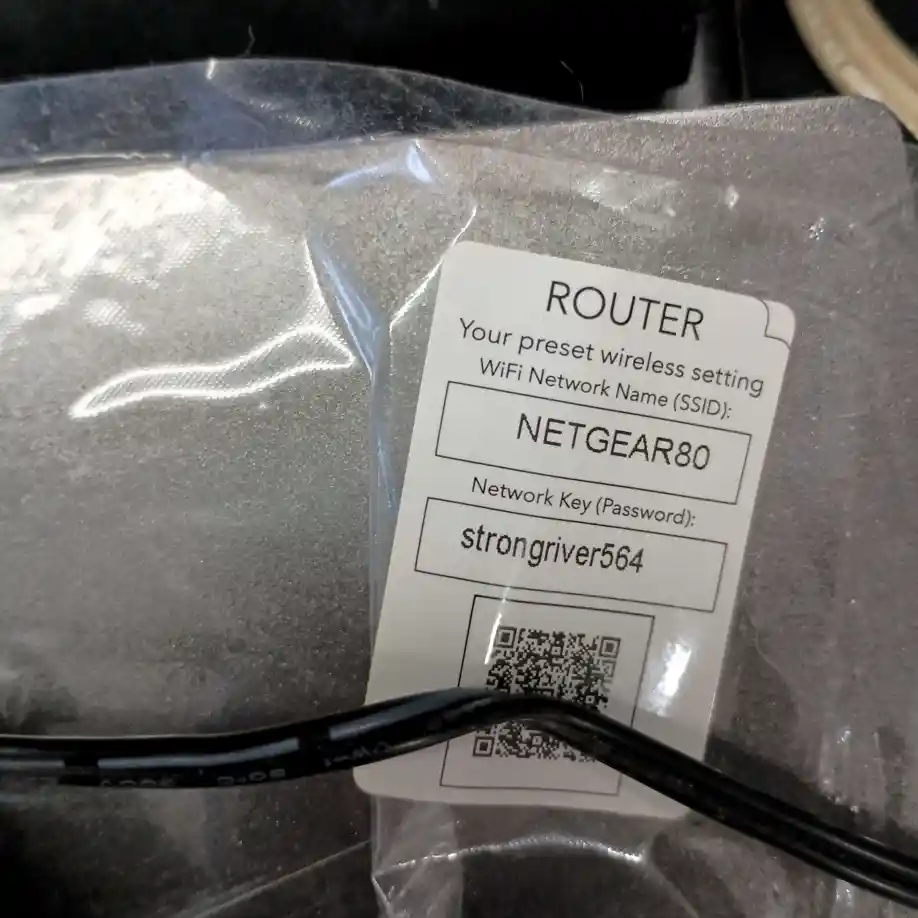 ROUTER
Your preset wireless setting
WiFi Network Name (SSID):
NETGEAR80
Network Key (Password):
strongriver564